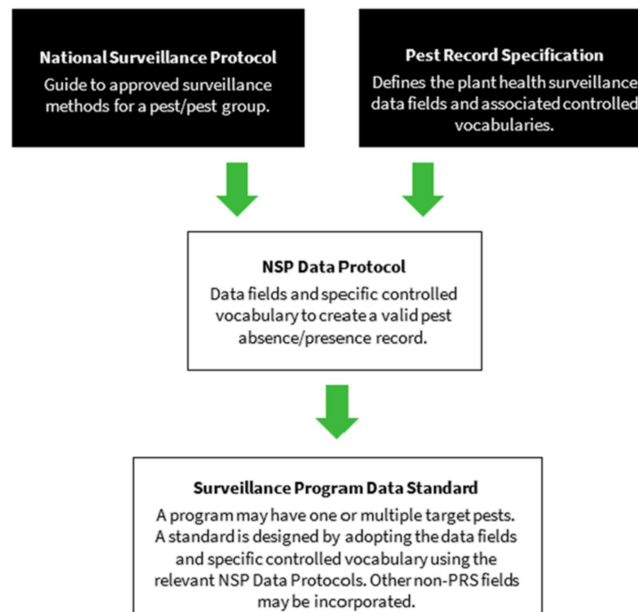 National Surveillance Protocol
Guide to approved surveillance
methods for a pest/pest group.
Pest Record Specification
Defines the plant health surveillance
data fields and associated controlled
vocabularies.
NSP Data Protocol
Data fields and specific controlled
vocabulary to create a valid pest
absence/presence record.
Surveillance Program Data Standard
A program may have one or multiple target pests.
A standard is designed by adopting the data fields
and specific controlled vocabulary using the
relevant NSP Data Protocols. Other non-PRS fields
may be incorporated.